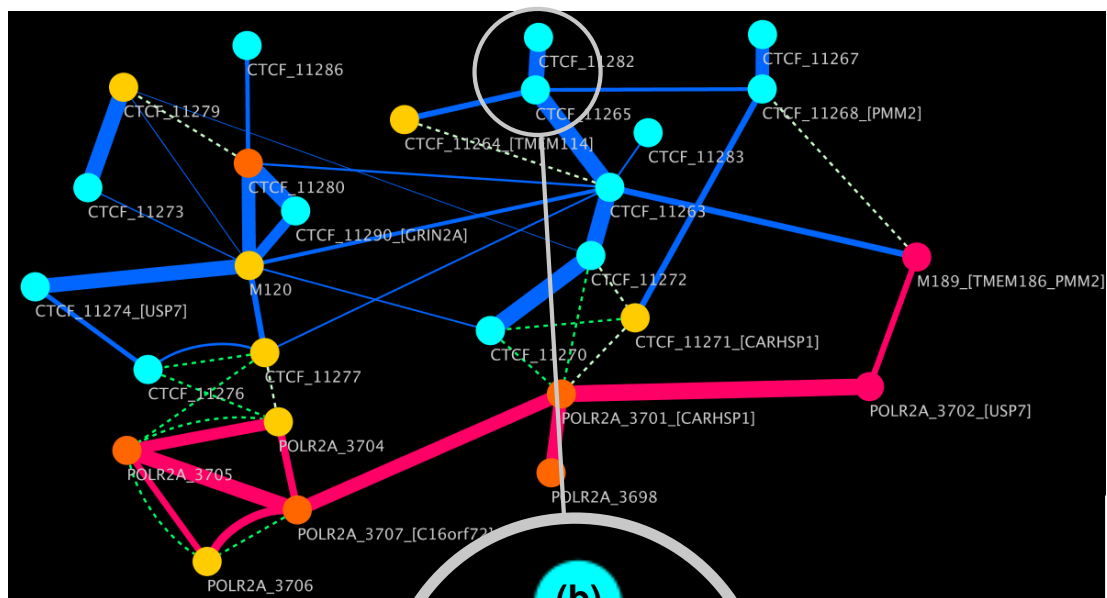 CTCF_11286
CTCF_11282
CTCF_11267
CTCF_11279
CTCF_11265
CTCF_11268_[PMM2]
CTCF_11264_[TMEM114]
CTCF_11283
CTCF_11280
CTCF_11273
CTCF_11263
CTCF_11290_[GRIN2A]
CTCF_11272
M189_[TMEM186_PMM2]
M120
CTCF_11274_[USP7]
CTCF_11271_[CARHSP1]
CTCF_11270
CTCF_11277
CTCF_11276
POLR2A_3701_[CARHSP1]
POLR2A_3702_[USP7]
POLR2A_3704
POLR2A_3705
POLR2A_3698
POLR2A_3707_[C16orf72]
POLR2A_3706
(b)